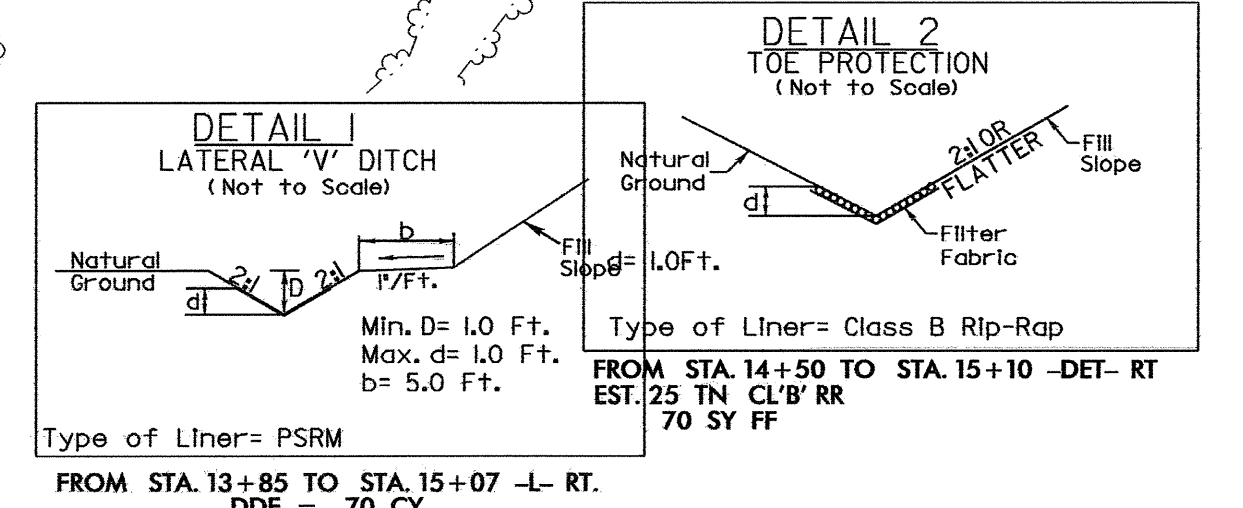 DETAIL 1
LATERAL 'V' DITCH
(Not to Scale)
Natural
Ground
2:1
d
D
2:1
b
1"/Ft.
Fill
Slope
Min. D= 1.0 Ft.
Max. d= 1.0 Ft.
b= 5.0 Ft.
Type of Liner= PSRM
FROM STA. 13+85 TO STA. 15+07 -L- RT.
DDE = 70 CY
DETAIL 2
TOE PROTECTION
(Not to Scale)
Natural
Ground
d
2:1 OR
FLATTER
Fill
Slope
Filter
Fabric
d= 1.0Ft.
Type of Liner= Class B Rip-Rap
FROM STA. 14+50 TO STA. 15+10 -DET- RT
EST. 25 TN CL'B' RR
70 SY FF